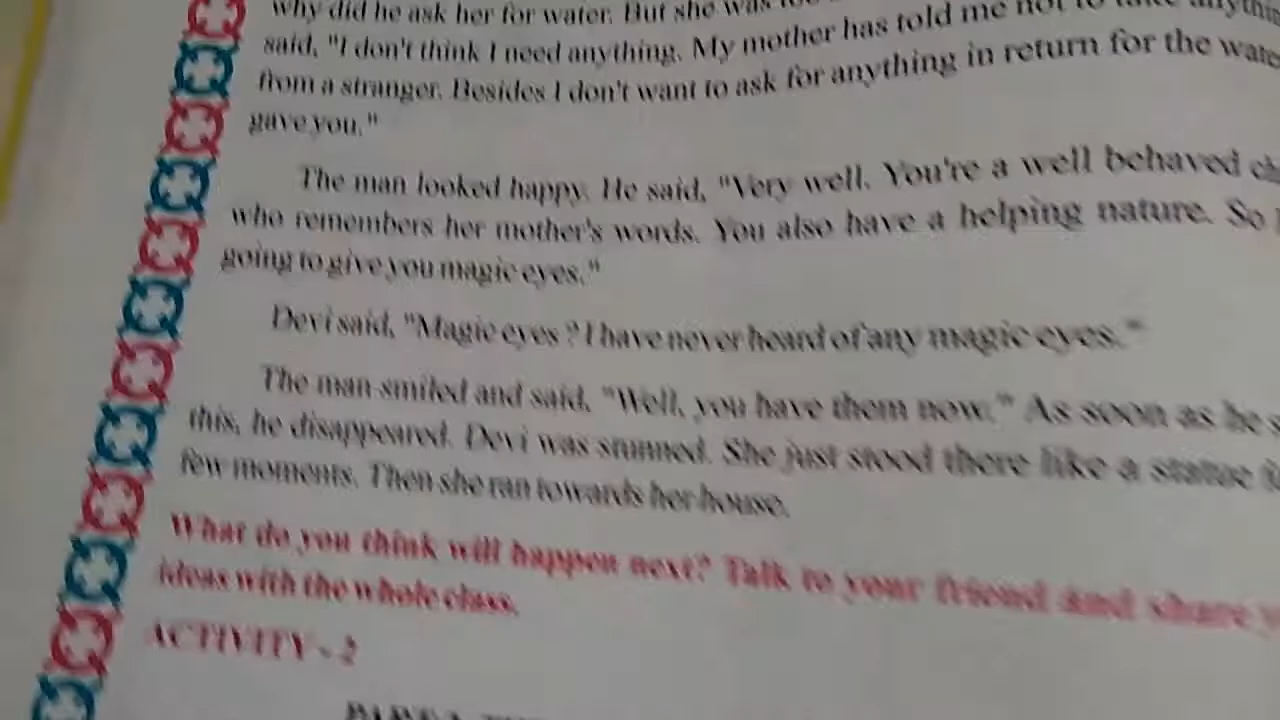 why did he ask her for water. But she was too
said, "I don't think I need anything. My mother has told me not to take anythin
from a stranger. Besides I don't want to ask for anything in return for the wate
gave you."
The man looked happy. He said, "Very well. You're a well behaved ch
who remembers her mother's words. You also have a helping nature. So
going to give you magic eyes."
Devi said, "Magic eyes ? I have never heard of any magic eyes."
The man smiled and said, "Well, you have them now." As soon as he s
this, he disappeared. Devi was stunned. She just stood there like a statue
few moments. Then she ran towards her house.
What do you think will happen next? Talk to your friend and share y
ideas with the whole class.
ACTIVITY - 2